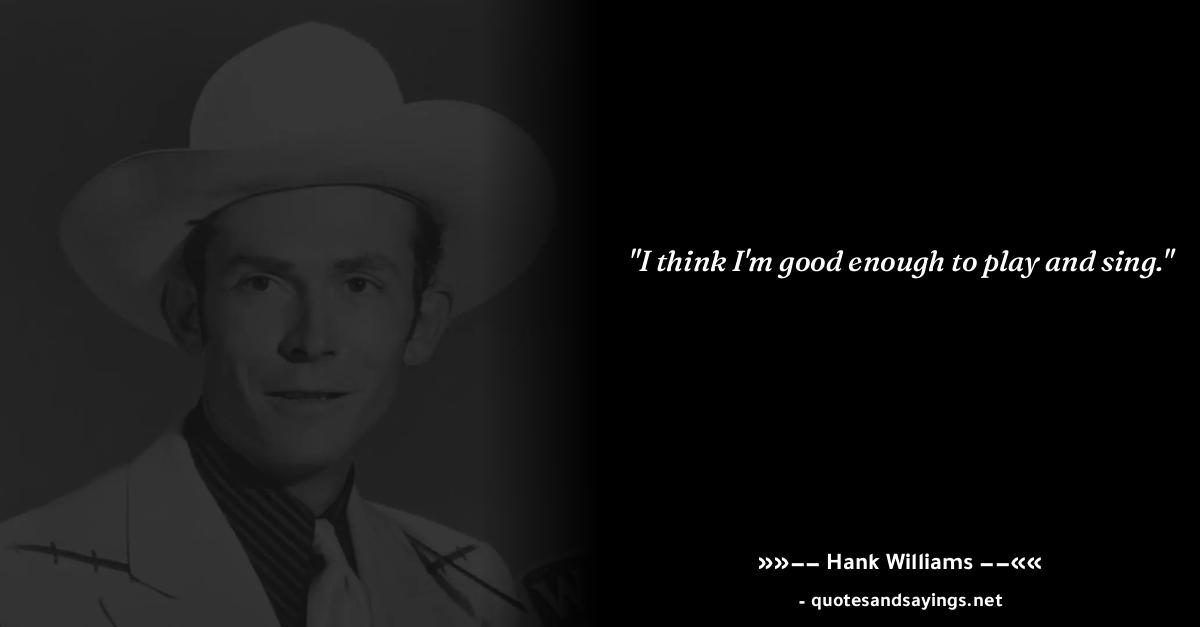 "I think I'm good enough to play and sing."
»»–– Hank Williams ––««
- quotesandsayings.net